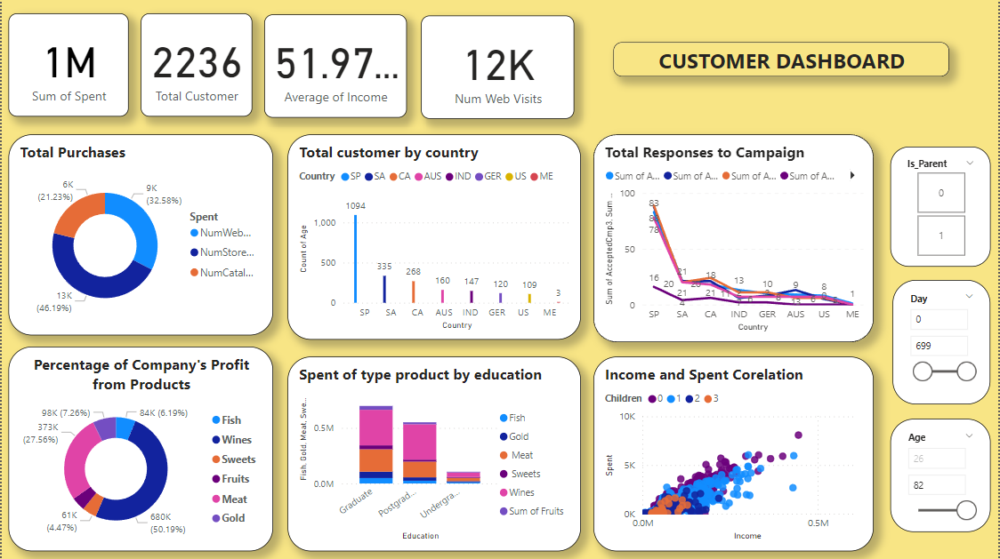 1M
Sum of Spent
2236
Total Customer
51.97...
Average of Income
12K
Num Web Visits
CUSTOMER DASHBOARD
Total Purchases
6K
(21.23%)
9K
(32.58%)
13K
(46.19%)
Spent
NumWeb...
NumStore...
NumCatal...
Total customer by country
Country SP SA CA AUS IND GER US ME
Count of Age
1,000
500
0
1094
335
268
160
147
120
109
3
SP SA CA AUS IND GER US ME
Country
Total Responses to Campaign
Sum of A... Sum of A... Sum of A... Sum of A...
Sum of AcceptedCmp3, Sum ...
100
50
0
83
78
16
20
21
21
4
18
21
13
10
9
13
8
6
1
SP SA CA IND GER AUS US ME
Country
Is_Parent
0
1
Day
0
699
Age
26
82
Percentage of Company's Profit
from Products
98K (7.26%)
84K (6.19%)
373K
(27.56%)
61K
(4.47%)
680K
(50.19%)
Fish
Wines
Sweets
Fruits
Meat
Gold
Spent of type product by education
Fish, Gold, Meat, Swe...
0.5M
0.0M
Graduate
Postgrad...
Undergra...
Education
Fish
Gold
Meat
Sweets
Wines
Sum of Fruits
Income and Spent Corelation
Children 0 1 2 3
Spent
10K
5K
0K
0.0M
0.5M
Income